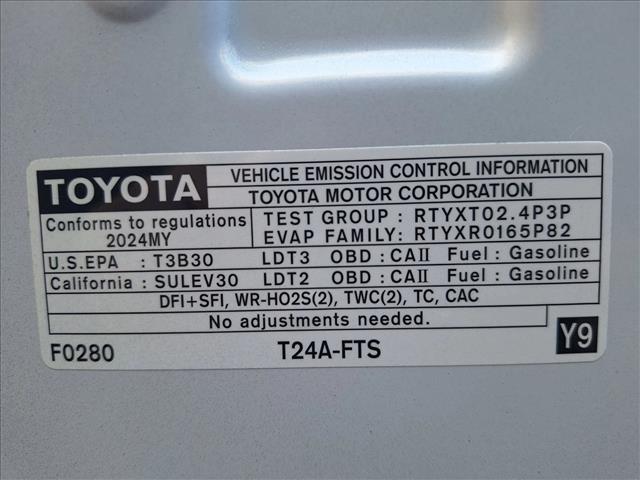 TOYOTA
VEHICLE EMISSION CONTROL INFORMATION
TOYOTA MOTOR CORPORATION
Conforms to regulations
2024MY
TEST GROUP : RTYXT02.4P3P
EVAP FAMILY: RTYXR0165P82
U.S.EPA : T3B30 LDT3 OBD : CAII Fuel : Gasoline
California : SULEV30 LDT2 OBD : CAII Fuel : Gasoline
DFI+SFI, WR-HO2S(2), TWC(2), TC, CAC
No adjustments needed.
F0280 T24A-FTS Y9